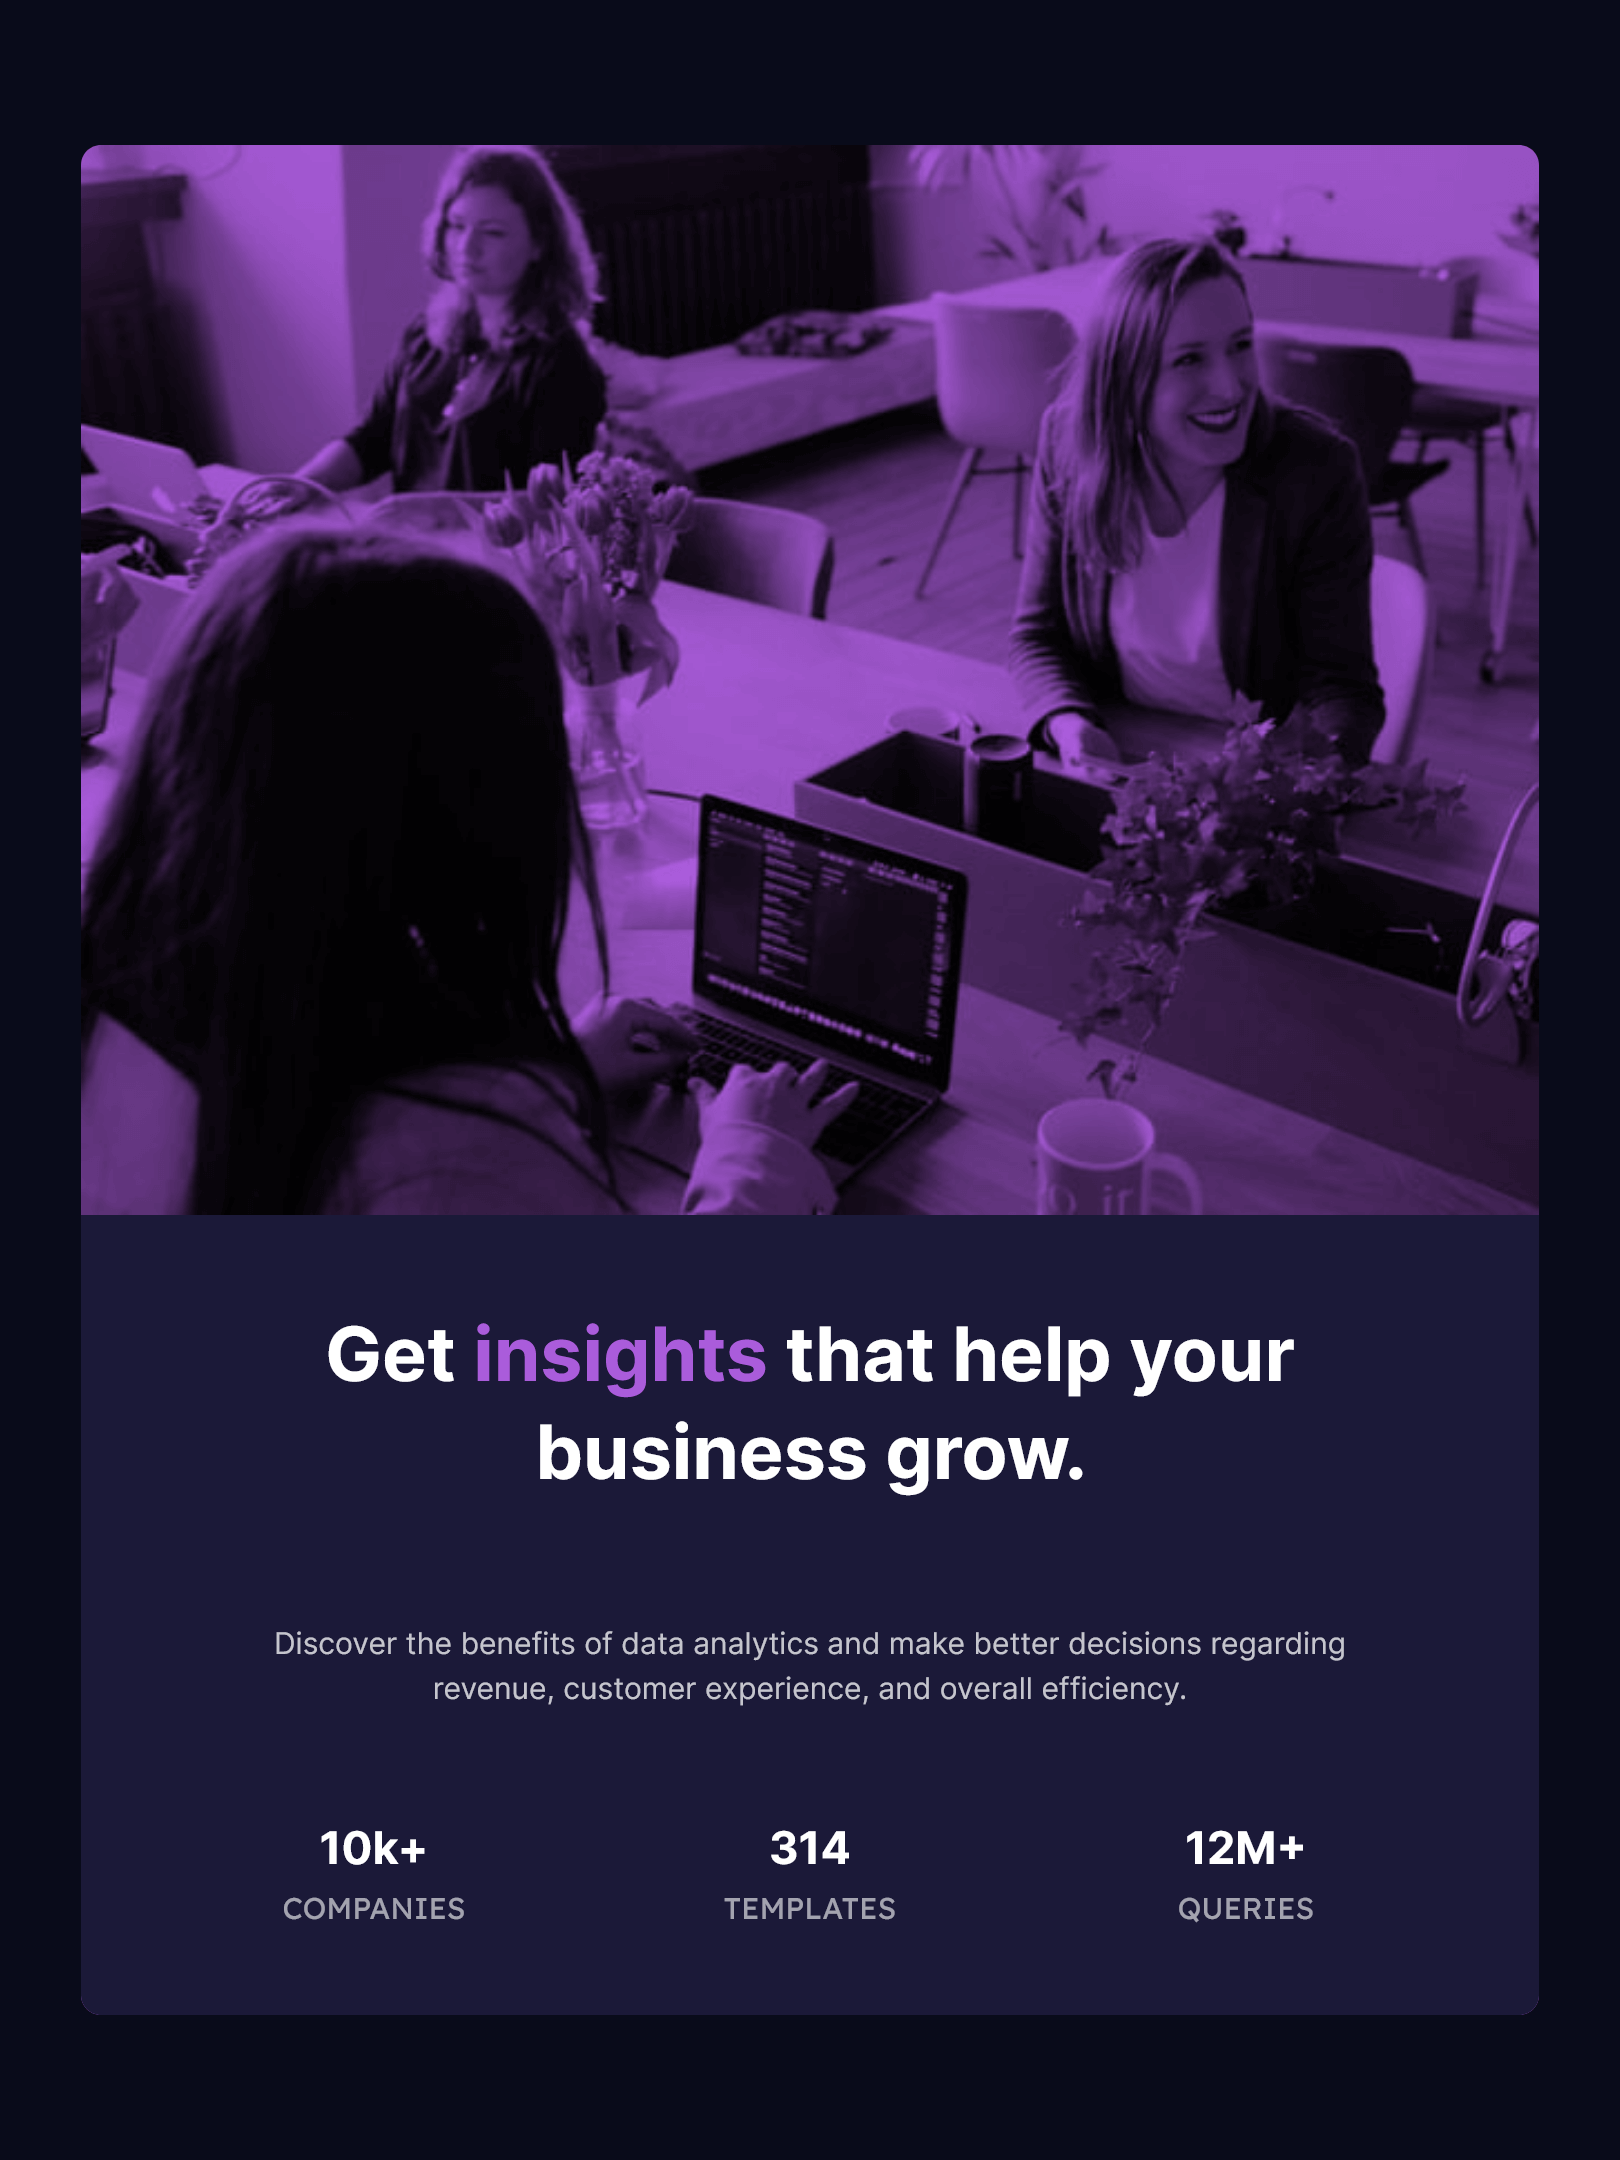 Get insights that help your
business grow.
Discover the benefits of data analytics and make better decisions regarding
revenue, customer experience, and overall efficiency.
10k+ 314 12M+
COMPANIES TEMPLATES QUERIES